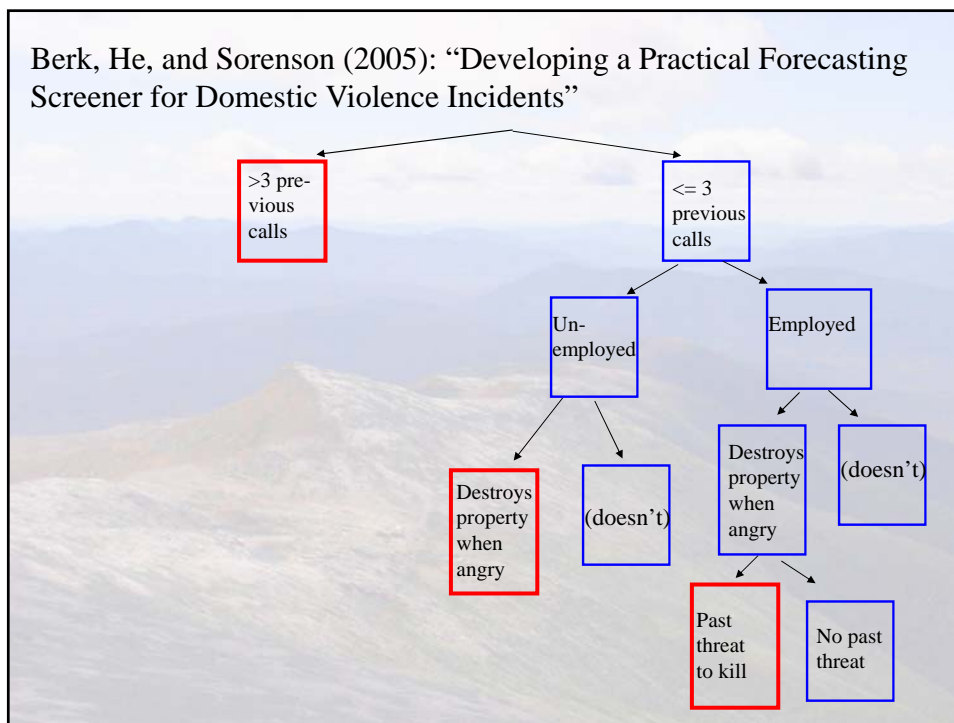 Berk, He, and Sorenson (2005): “Developing a Practical Forecasting
Screener for Domestic Violence Incidents”
>3 pre-
vious
calls
<= 3
previous
calls
Un-
employed
Employed
Destroys
property
when
angry
(doesn’t)
Destroys
property
when
angry
(doesn’t)
Past
threat
to kill
No past
threat